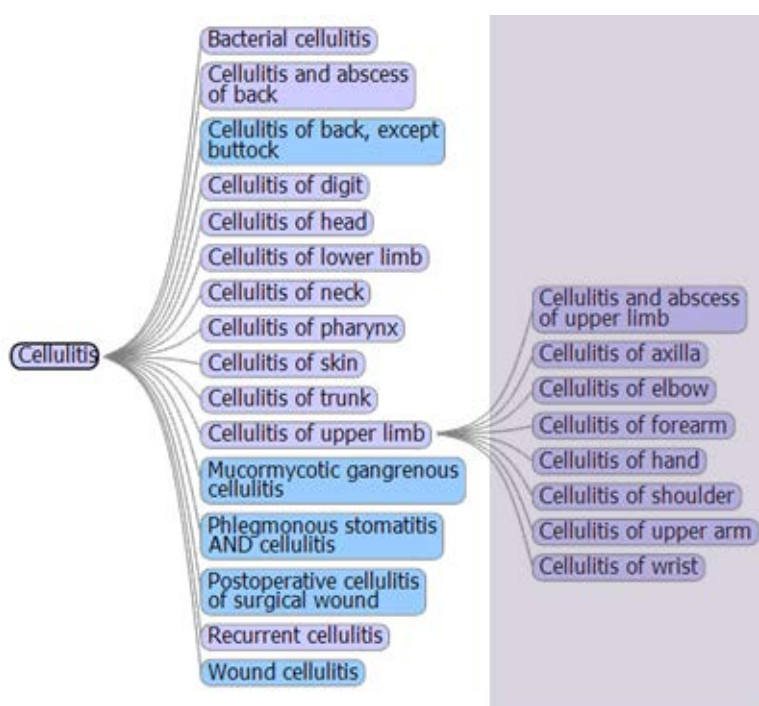 Cellulitis
Bacterial cellulitis
Cellulitis and abscess
of back
Cellulitis of back, except
buttock
Cellulitis of digit
Cellulitis of head
Cellulitis of lower limb
Cellulitis of neck
Cellulitis of pharynx
Cellulitis of skin
Cellulitis of trunk
Cellulitis of upper limb
Mucormycotic gangrenous
cellulitis
Phlegmonous stomatitis
AND cellulitis
Postoperative cellulitis
of surgical wound
Recurrent cellulitis
Wound cellulitis
Cellulitis and abscess
of upper limb
Cellulitis of axilla
Cellulitis of elbow
Cellulitis of forearm
Cellulitis of hand
Cellulitis of shoulder
Cellulitis of upper arm
Cellulitis of wrist